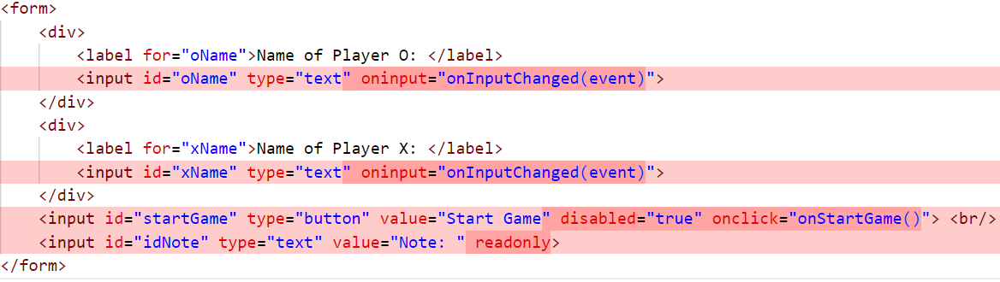 <form>
    <div>
        <label for="oName">Name of Player O: </label>
        <input id="oName" type="text" oninput="onInputChanged(event)">
    </div>
    <div>
        <label for="xName">Name of Player X: </label>
        <input id="xName" type="text" oninput="onInputChanged(event)">
    </div>
    <input id="startGame" type="button" value="Start Game" disabled="true" onclick="onStartGame()"> <br/>
    <input id="idNote" type="text" value="Note: " readonly>
</form>